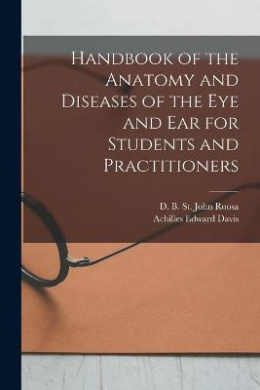 Handbook of the
Anatomy and
Diseases of the Eye
and Ear for
Students and
Practitioners
D. B. St. John Roosa
Achilles Edward Davis